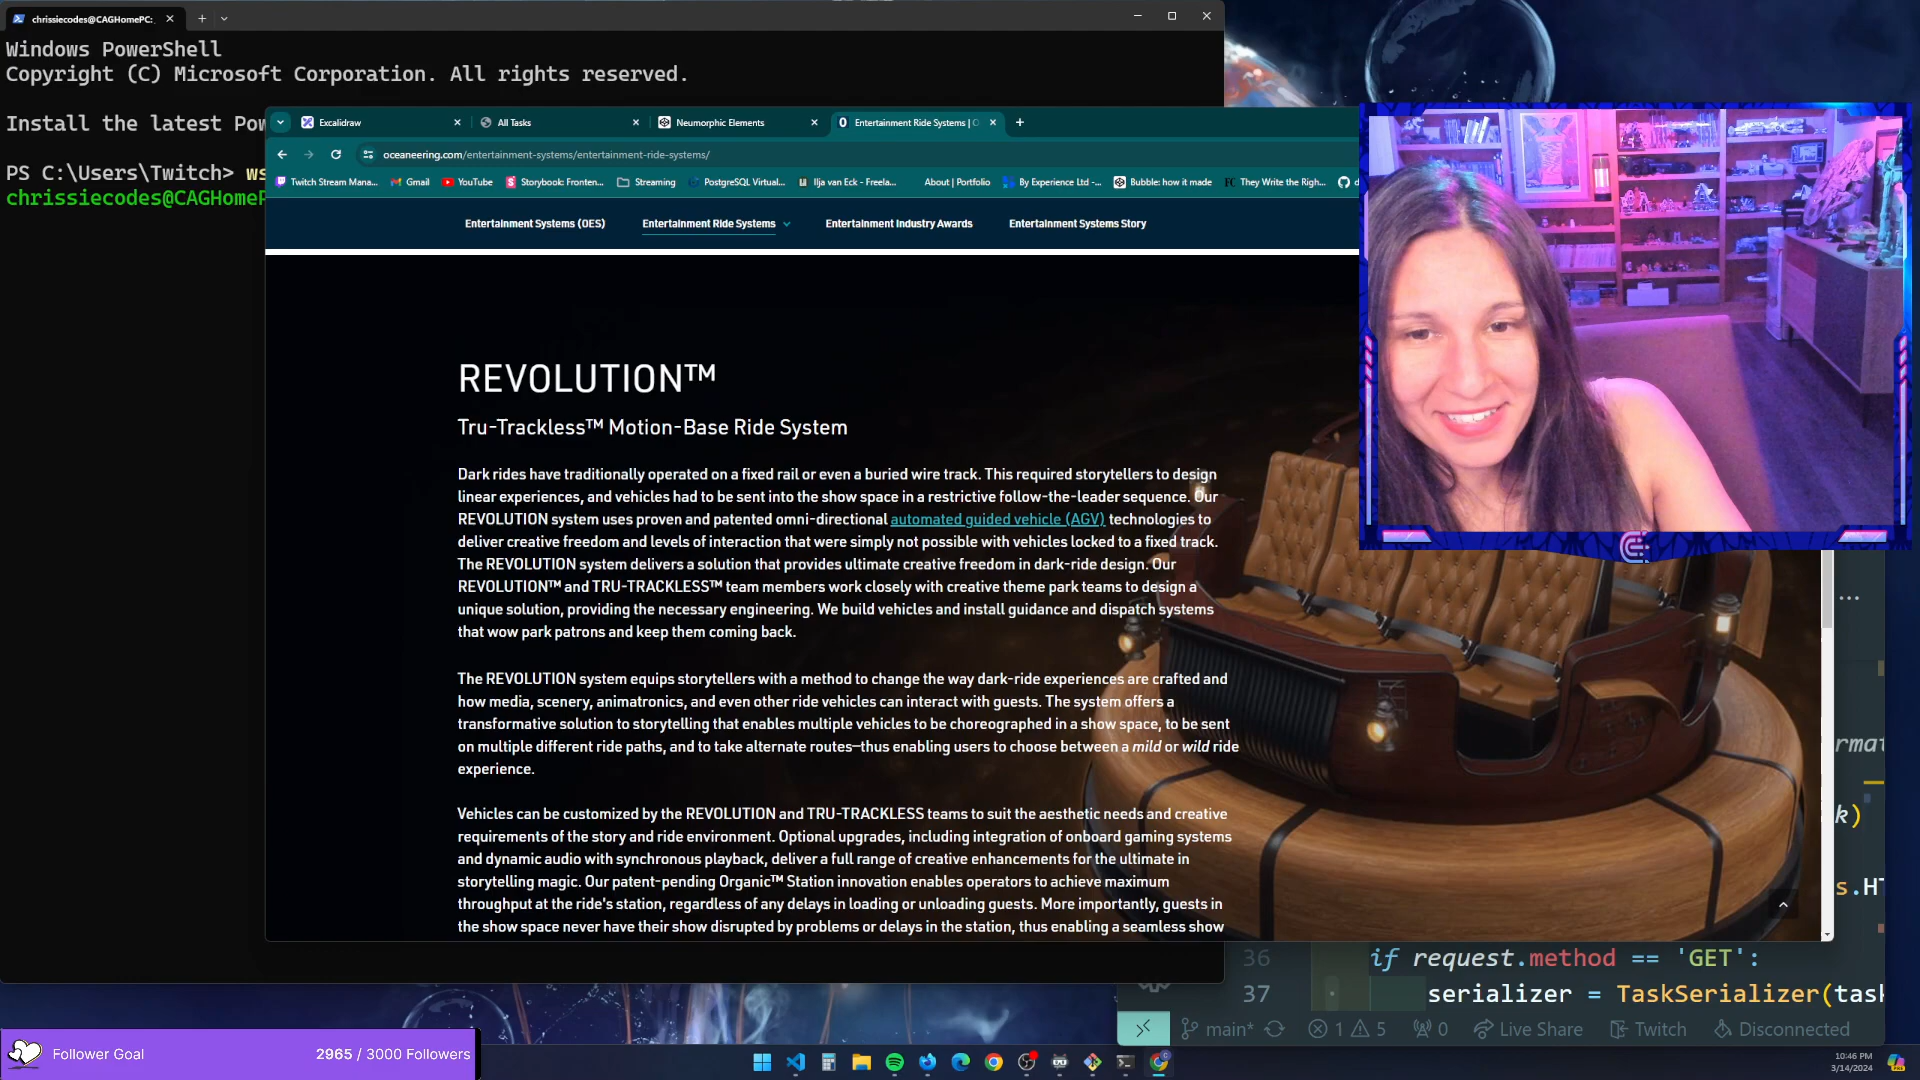 chrissiecodes@CAGHomePC:
Windows PowerShell
Copyright (C) Microsoft Corporation. All rights reserved.
Install the latest Pow
PS C:\Users\Twitch> ws
chrissiecodes@CAGHomeP
Excalidraw
All Tasks
Neumorphic Elements
Entertainment Ride Systems |
oceaneering.com/entertainment-systems/entertainment-ride-systems/
Twitch Stream Mana...
Gmail
YouTube
Storybook: Fronten...
Streaming
PostgreSQL Virtual...
Ilja van Eck - Freela...
About | Portfolio
By Experience Ltd -...
Bubble: how it made
They Write the Righ...
Entertainment Systems (OES)
Entertainment Ride Systems
Entertainment Industry Awards
Entertainment Systems Story
REVOLUTION™
Tru-Trackless™ Motion-Base Ride System
Dark rides have traditionally operated on a fixed rail or even a buried wire track. This required storytellers to design
linear experiences, and vehicles had to be sent into the show space in a restrictive follow-the-leader sequence. Our
REVOLUTION system uses proven and patented omni-directional automated guided vehicle (AGV) technologies to
deliver creative freedom and levels of interaction that were simply not possible with vehicles locked to a fixed track.
The REVOLUTION system delivers a solution that provides ultimate creative freedom in dark-ride design. Our
REVOLUTION™ and TRU-TRACKLESS™ team members work closely with creative theme park teams to design a
unique solution, providing the necessary engineering. We build vehicles and install guidance and dispatch systems
that wow park patrons and keep them coming back.
The REVOLUTION system equips storytellers with a method to change the way dark-ride experiences are crafted and
how media, scenery, animatronics, and even other ride vehicles can interact with guests. The system offers a
transformative solution to storytelling that enables multiple vehicles to be choreographed in a show space, to be sent
on multiple different ride paths, and to take alternate routes—thus enabling users to choose between a mild or wild ride
experience.
Vehicles can be customized by the REVOLUTION and TRU-TRACKLESS teams to suit the aesthetic needs and creative
requirements of the story and ride environment. Optional upgrades, including integration of onboard gaming systems
and dynamic audio with synchronous playback, deliver a full range of creative enhancements for the ultimate in
storytelling magic. Our patent-pending Organic™ Station innovation enables operators to achieve maximum
throughput at the ride's station, regardless of any delays in loading or unloading guests. More importantly, guests in
the show space never have their show disrupted by problems or delays in the station, thus enabling a seamless show
rmat
k)
s.HT
36 if request.method == 'GET':
37 serializer = TaskSerializer(task
main* 1 5 0 Live Share Twitch Disconnected
Follower Goal 2965 / 3000 Followers
10:46 PM
3/14/2024